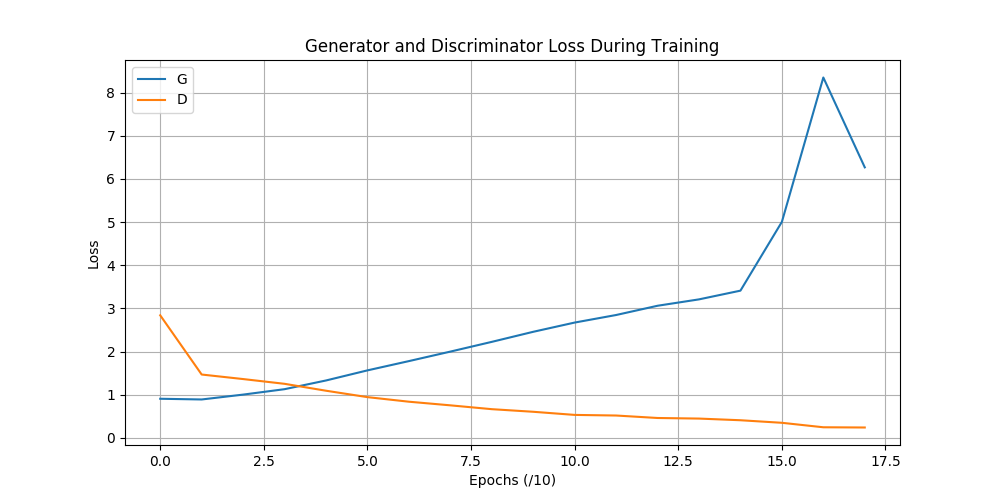 Generator and Discriminator Loss During Training
G
D
8
7
6
5
4
3
2
1
0
Loss
0.0 2.5 5.0 7.5 10.0 12.5 15.0 17.5
Epochs (/10)